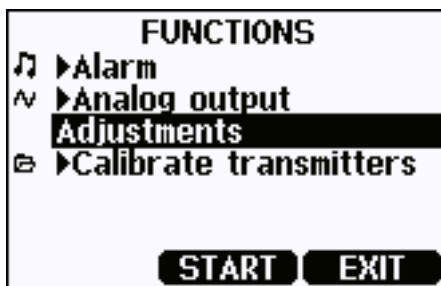 FUNCTIONS
Alarm
Analog output
Adjustments
Calibrate transmitters
START EXIT